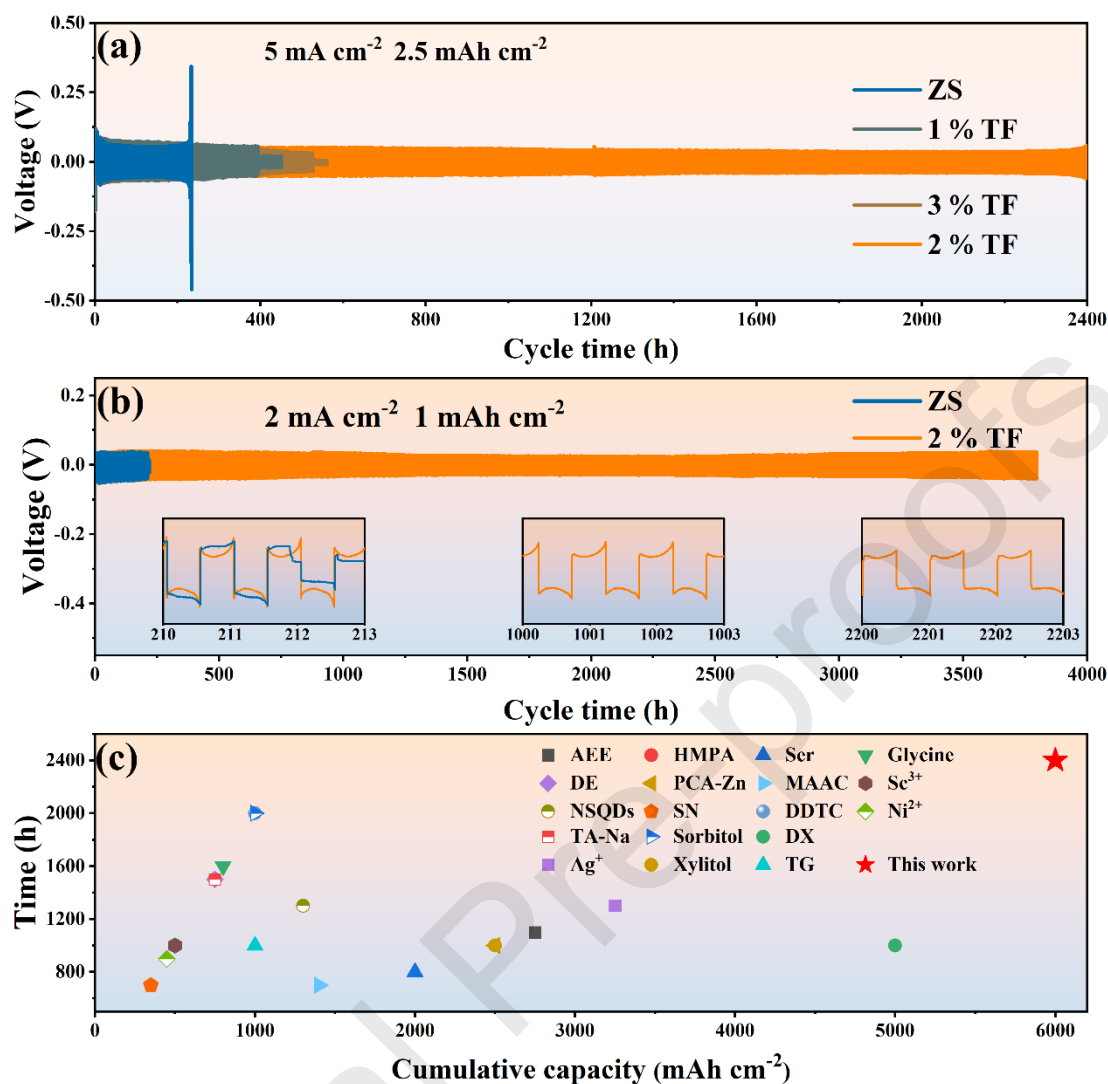 (a)
5 mA cm⁻² 2.5 mAh cm⁻²
ZS
1 % TF
3 % TF
2 % TF
Voltage (V)
0.50
0.25
0.00
-0.25
-0.50
0 400 800 1200 1600 2000 2400
Cycle time (h)
(b)
2 mA cm⁻² 1 mAh cm⁻²
ZS
2 % TF
Voltage (V)
0.2
0.0
-0.2
-0.4
210 211 212 213
1000 1001 1002 1003
2200 2201 2202 2203
0 500 1000 1500 2000 2500 3000 3500 4000
Cycle time (h)
(c)
AEE HMPA Ser Glycine
DE PCA-Zn MAAC Sc³⁺
NSQDs SN DDTC Ni²⁺
TA-Na Sorbitol DX
Ag⁺ Xylitol TG This work
Time (h)
2400
2000
1600
1200
800
0 1000 2000 3000 4000 5000 6000
Cumulative capacity (mAh cm⁻²)
Pre-proofs